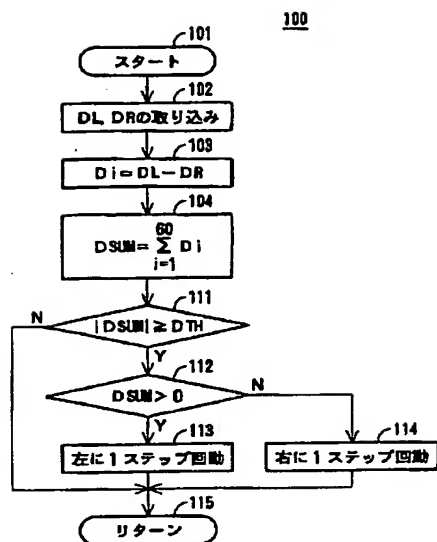 100
101
スタート
102
DL, DRの取り込み
103
Di=DL-DR
104
60
DSUM= Σ Di
i=1
111
N
|DSUM|≧DTH
Y
112
DSUM>0
N
Y
113
左に1ステップ回動
114
右に1ステップ回動
115
リターン